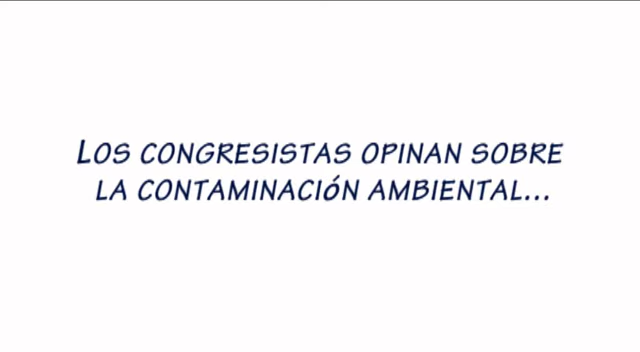 LOS CONGRESISTAS OPINAN SOBRE
LA CONTAMINACIÓN AMBIENTAL...